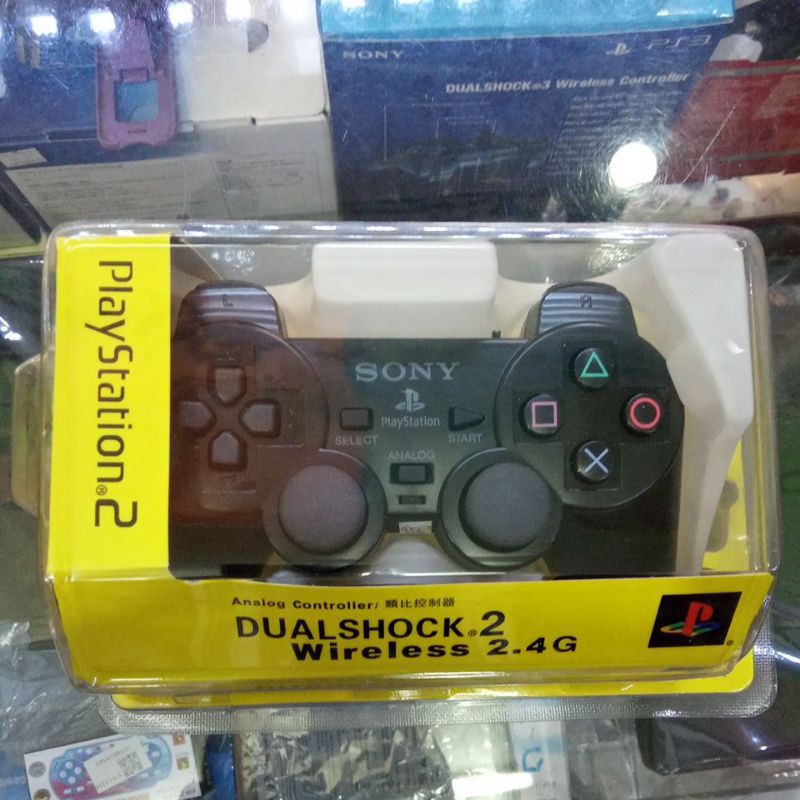 SONY
PS3
DUALSHOCK®3 Wireless Controller
PlayStation®2
L
R
SONY
PlayStation
SELECT
START
ANALOG
Analog Controller/ 類比控制器
DUALSHOCK®2
Wireless 2.4G
®